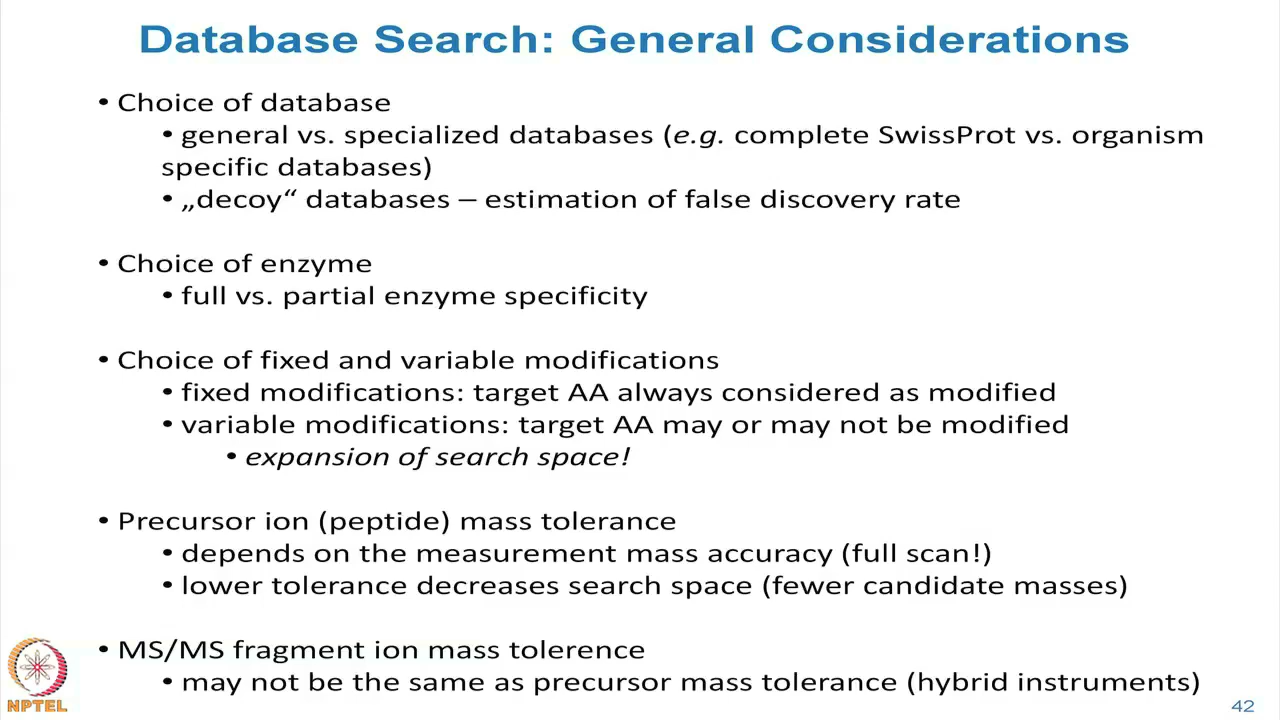 Database Search: General Considerations
• Choice of database
• general vs. specialized databases (e.g. complete SwissProt vs. organism
specific databases)
• „decoy“ databases – estimation of false discovery rate
• Choice of enzyme
• full vs. partial enzyme specificity
• Choice of fixed and variable modifications
• fixed modifications: target AA always considered as modified
• variable modifications: target AA may or may not be modified
• expansion of search space!
• Precursor ion (peptide) mass tolerance
• depends on the measurement mass accuracy (full scan!)
• lower tolerance decreases search space (fewer candidate masses)
• MS/MS fragment ion mass tolerence
• may not be the same as precursor mass tolerance (hybrid instruments)
NPTEL
42